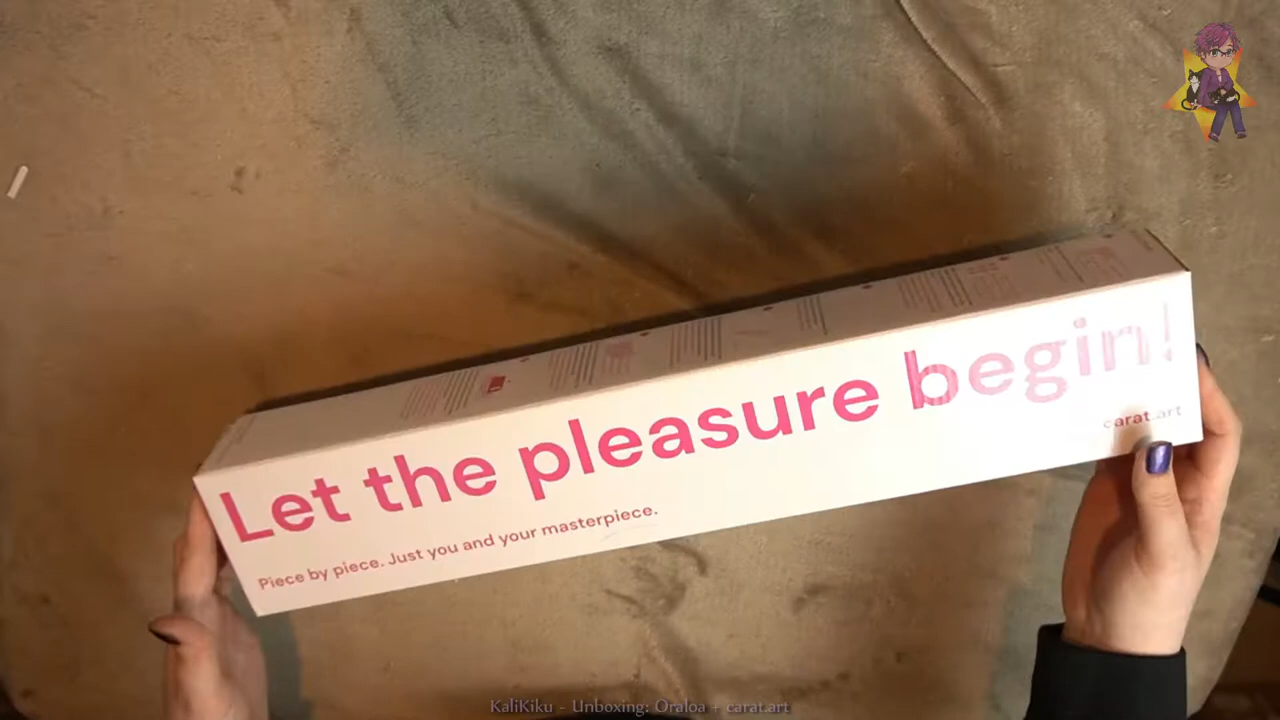 Let the pleasure begin!
carat.art
Piece by piece. Just you and your masterpiece.
KaliKiku - Unboxing: Oraloa + carat.art